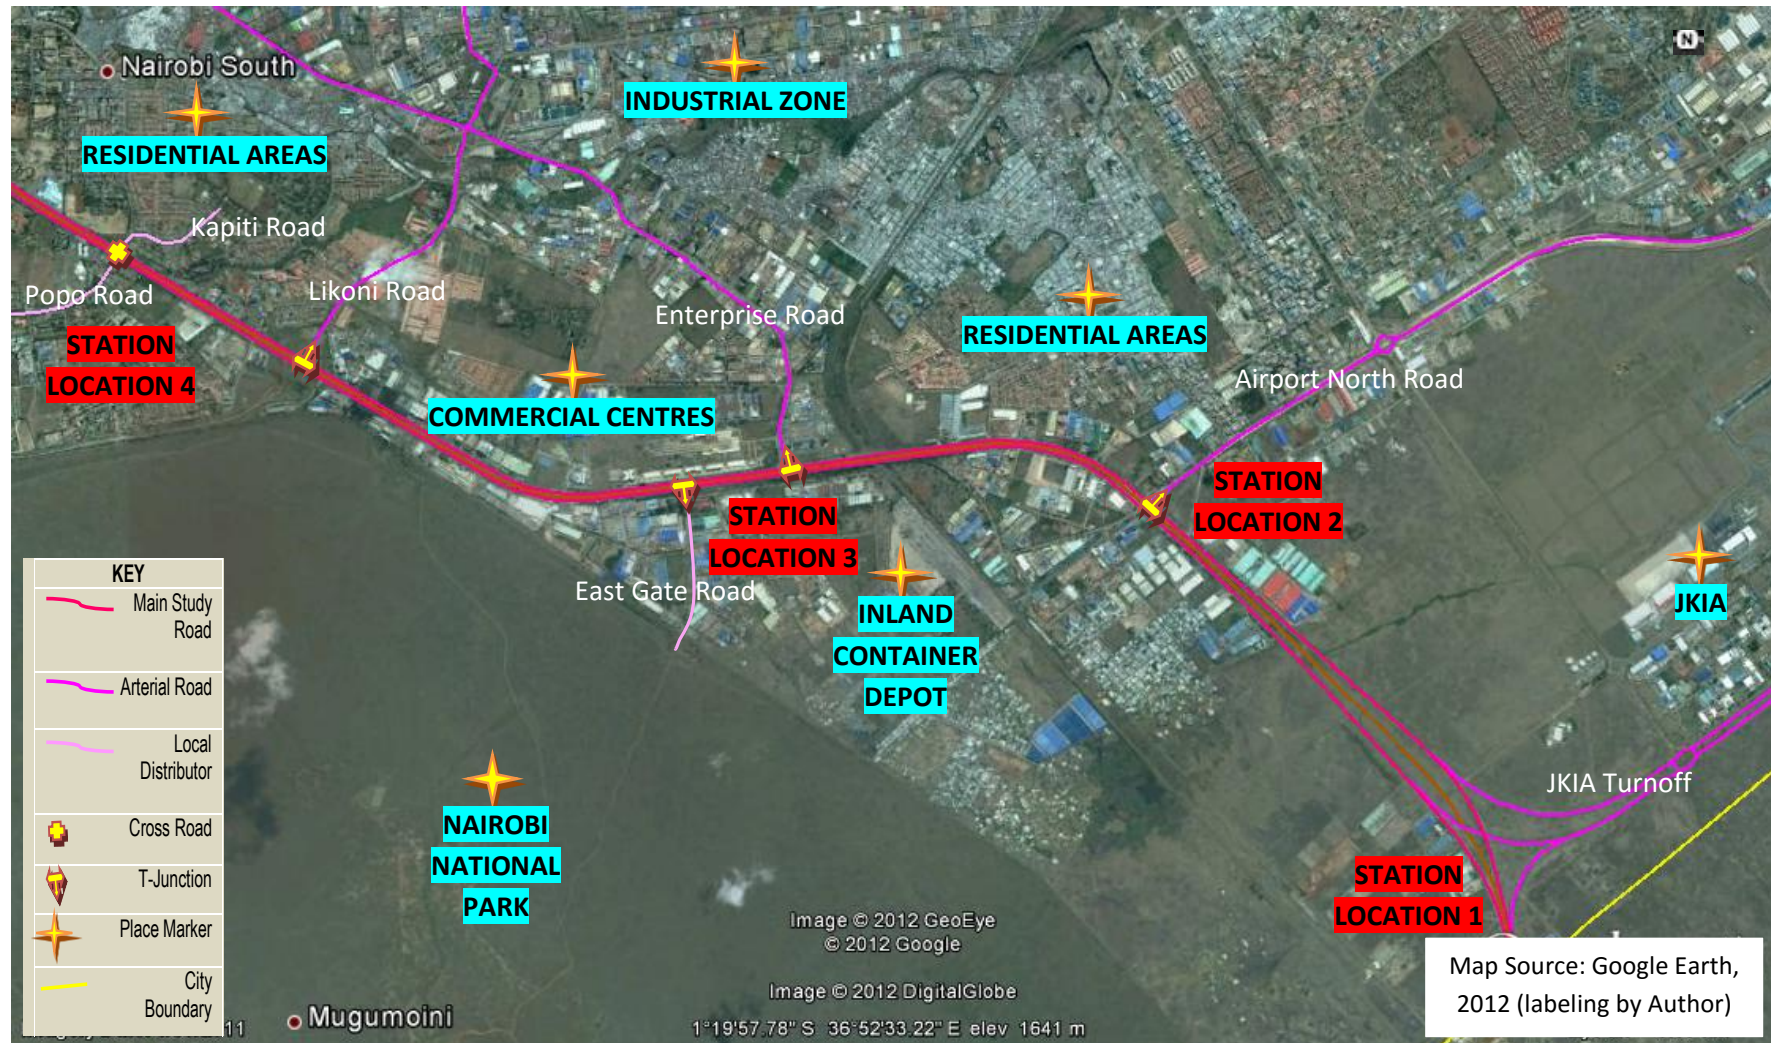 N
Nairobi South
INDUSTRIAL ZONE
RESIDENTIAL AREAS
Kapiti Road
Popo Road
Likoni Road
Enterprise Road
RESIDENTIAL AREAS
STATION
LOCATION 4
Airport North Road
COMMERCIAL CENTRES
STATION
LOCATION 2
STATION
LOCATION 3
East Gate Road
INLAND
CONTAINER
DEPOT
JKIA
KEY
Main Study
Road
Arterial Road
Local
Distributor
Cross Road
T-Junction
Place Marker
City
Boundary
NAIROBI
NATIONAL
PARK
JKIA Turnoff
STATION
LOCATION 1
Image © 2012 GeoEye
© 2012 Google
Image © 2012 DigitalGlobe
Mugumoini
11
1°19'57.78" S 36°52'33.22" E elev 1641 m
Map Source: Google Earth,
2012 (labeling by Author)